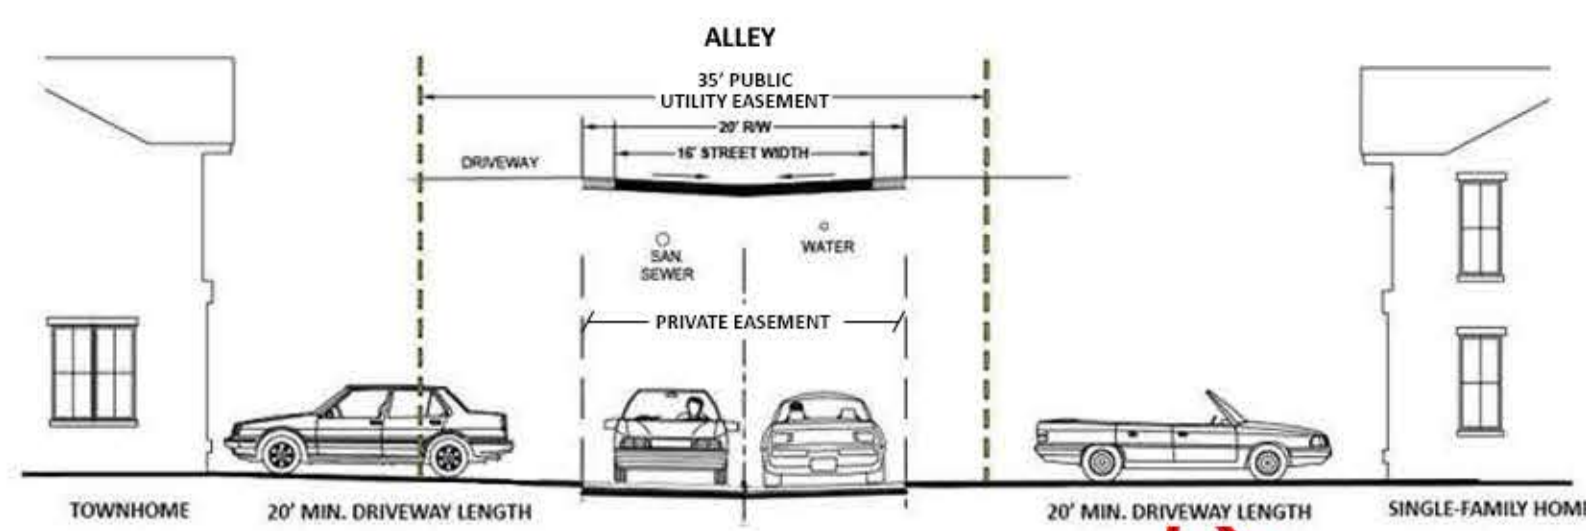 ALLEY
35' PUBLIC
UTILITY EASEMENT
20' R/W
16' STREET WIDTH
DRIVEWAY
SAN.
SEWER
WATER
PRIVATE EASEMENT
TOWNHOME
20' MIN. DRIVEWAY LENGTH
20' MIN. DRIVEWAY LENGTH
SINGLE-FAMILY HOME